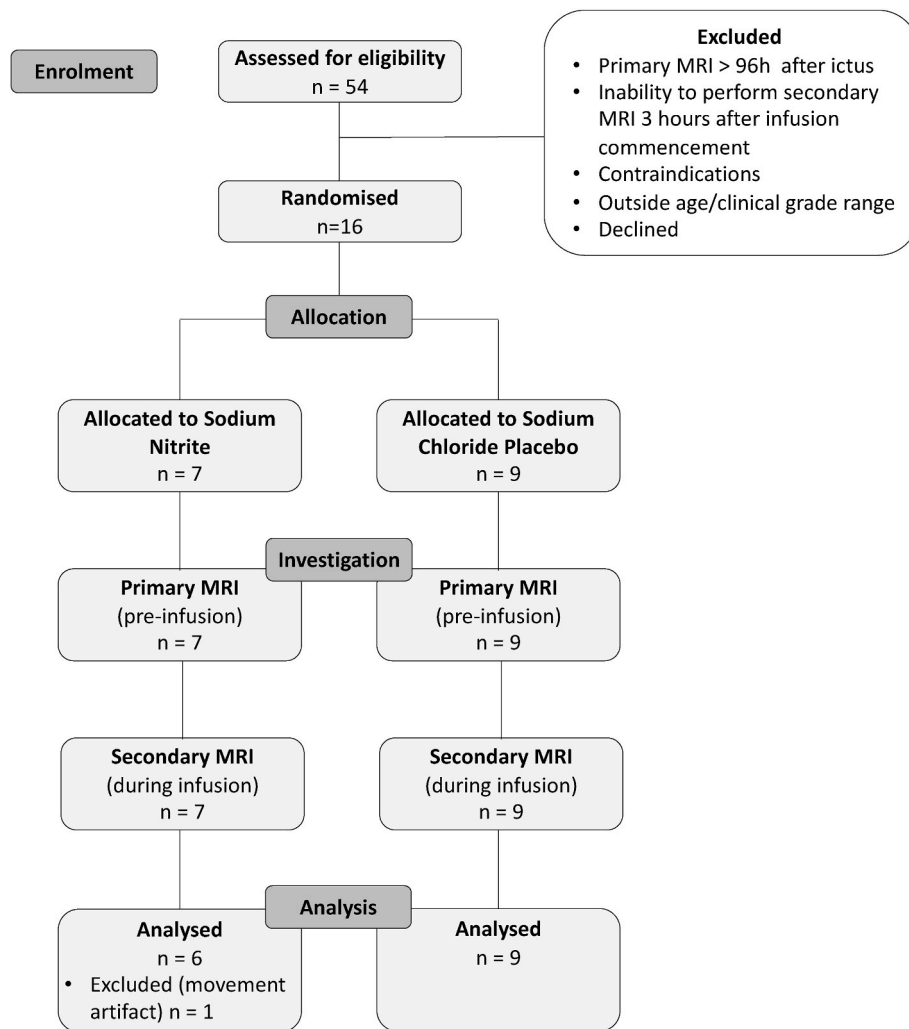 Enrolment
Assessed for eligibility
n = 54
Excluded
• Primary MRI > 96h after ictus
• Inability to perform secondary
MRI 3 hours after infusion
commencement
• Contraindications
• Outside age/clinical grade range
• Declined
Randomised
n=16
Allocation
Allocated to Sodium
Nitrite
n = 7
Allocated to Sodium
Chloride Placebo
n = 9
Investigation
Primary MRI
(pre-infusion)
n = 7
Primary MRI
(pre-infusion)
n = 9
Secondary MRI
(during infusion)
n = 7
Secondary MRI
(during infusion)
n = 9
Analysis
Analysed
n = 6
• Excluded (movement
artifact) n = 1
Analysed
n = 9